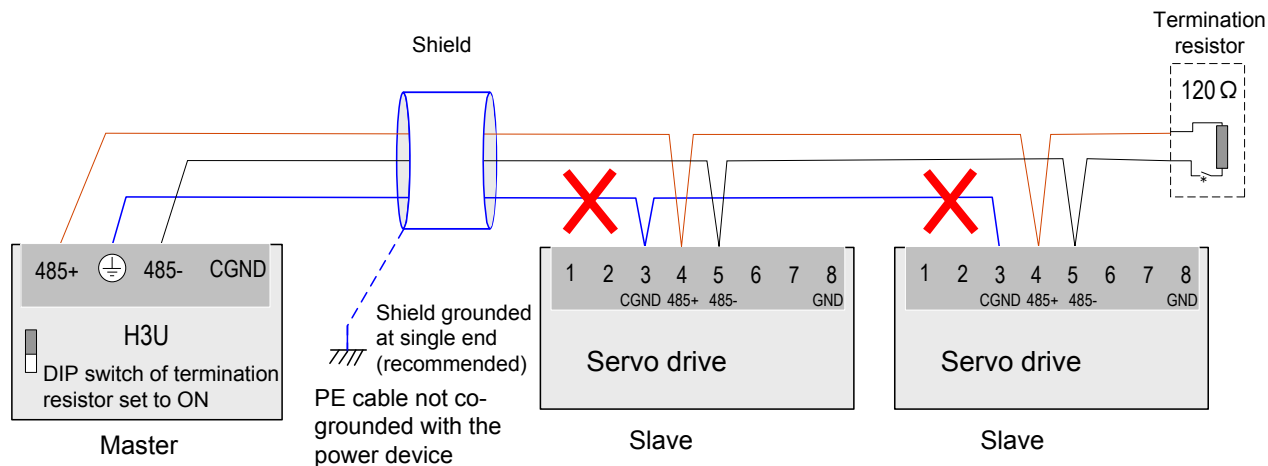 Shield
Termination
resistor
120 Ω
*
485+ 485- CGND
H3U
DIP switch of termination
resistor set to ON
Master
Shield grounded
at single end
(recommended)
PE cable not co-
grounded with the
power device
1 2 3 4 5 6 7 8
CGND 485+ 485- GND
Servo drive
Slave
1 2 3 4 5 6 7 8
CGND 485+ 485- GND
Servo drive
Slave